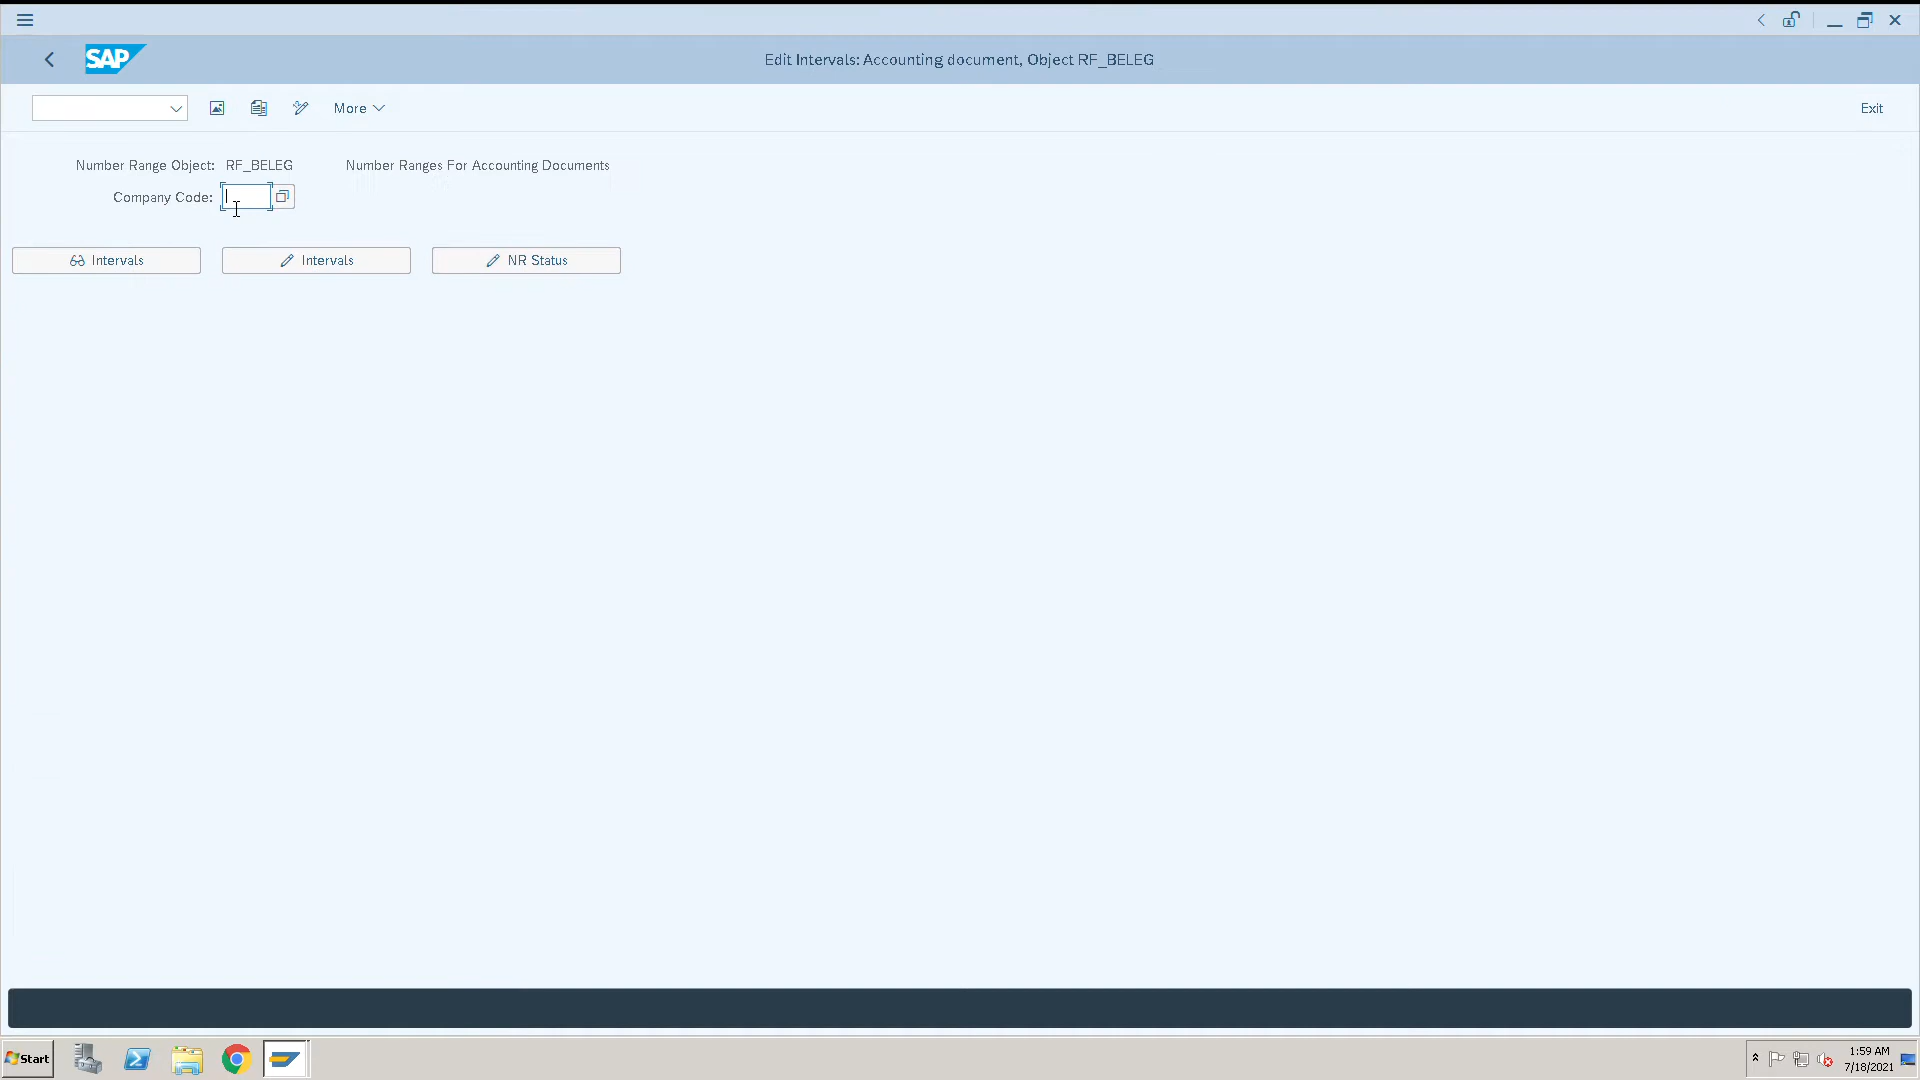 SAP
Edit Intervals: Accounting document, Object RF_BELEG
More
Exit
Number Range Object: RF_BELEG Number Ranges For Accounting Documents
Company Code:
Intervals
Intervals
NR Status
Start
1:59 AM
7/18/2021